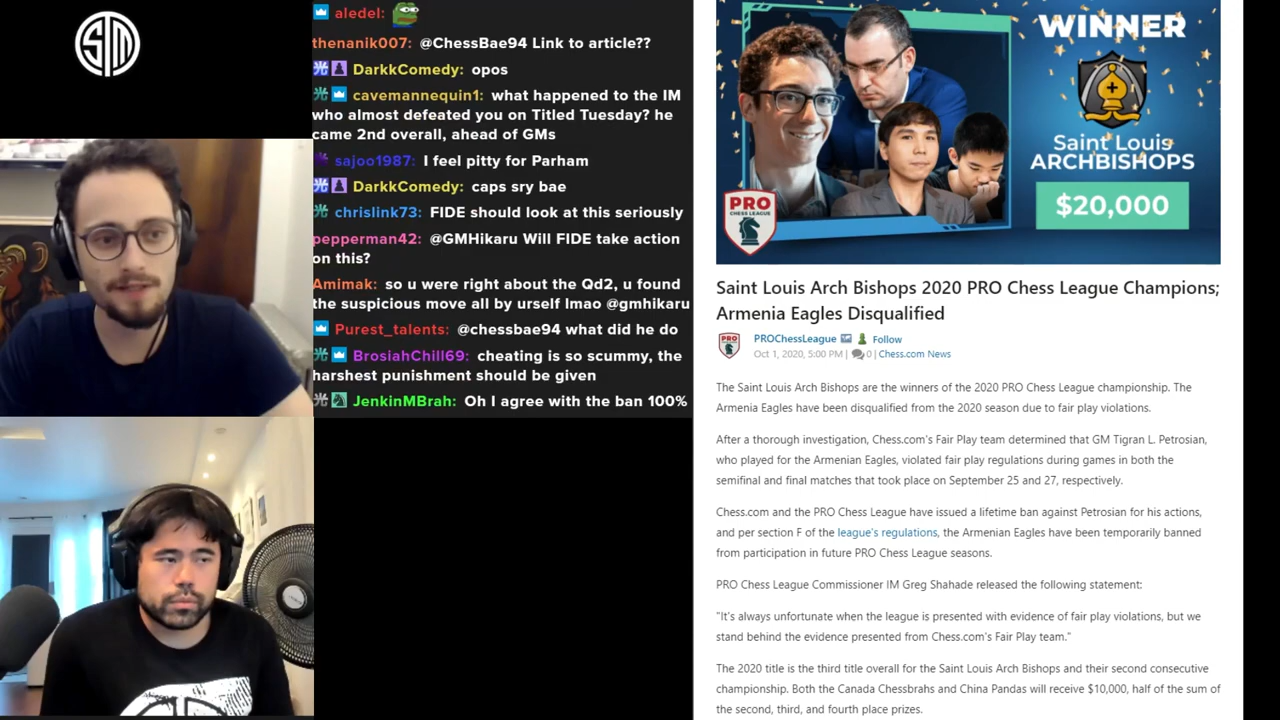 aledel:
thenanik007: @ChessBae94 Link to article??
DarkkComedy: opos
cavemannequin1: what happened to the IM
who almost defeated you on Titled Tuesday? he
came 2nd overall, ahead of GMs
sajoo1987: I feel pitty for Parham
DarkkComedy: caps sry bae
chrislink73: FIDE should look at this seriously
pepperman42: @GMHikaru Will FIDE take action
on this?
Amimak: so u were right about the Qd2, u found
the suspicious move all by urself lmao @gmhikaru
Purest_talents: @chessbae94 what did he do
BrosiahChill69: cheating is so scummy, the
harshest punishment should be given
JenkinMBrah: Oh I agree with the ban 100%
WINNER
Saint Louis
ARCHBISHOPS
$20,000
PRO
CHESS LEAGUE
Saint Louis Arch Bishops 2020 PRO Chess League Champions;
Armenia Eagles Disqualified
PROChessLeague Follow
Oct 1, 2020, 5:00 PM | 0 | Chess.com News
The Saint Louis Arch Bishops are the winners of the 2020 PRO Chess League championship. The
Armenia Eagles have been disqualified from the 2020 season due to fair play violations.
After a thorough investigation, Chess.com's Fair Play team determined that GM Tigran L. Petrosian,
who played for the Armenian Eagles, violated fair play regulations during games in both the
semifinal and final matches that took place on September 25 and 27, respectively.
Chess.com and the PRO Chess League have issued a lifetime ban against Petrosian for his actions,
and per section F of the league's regulations, the Armenian Eagles have been temporarily banned
from participation in future PRO Chess League seasons.
PRO Chess League Commissioner IM Greg Shahade released the following statement:
"It's always unfortunate when the league is presented with evidence of fair play violations, but we
stand behind the evidence presented from Chess.com's Fair Play team."
The 2020 title is the third title overall for the Saint Louis Arch Bishops and their second consecutive
championship. Both the Canada Chessbrahs and China Pandas will receive $10,000, half of the sum of
the second, third, and fourth place prizes.